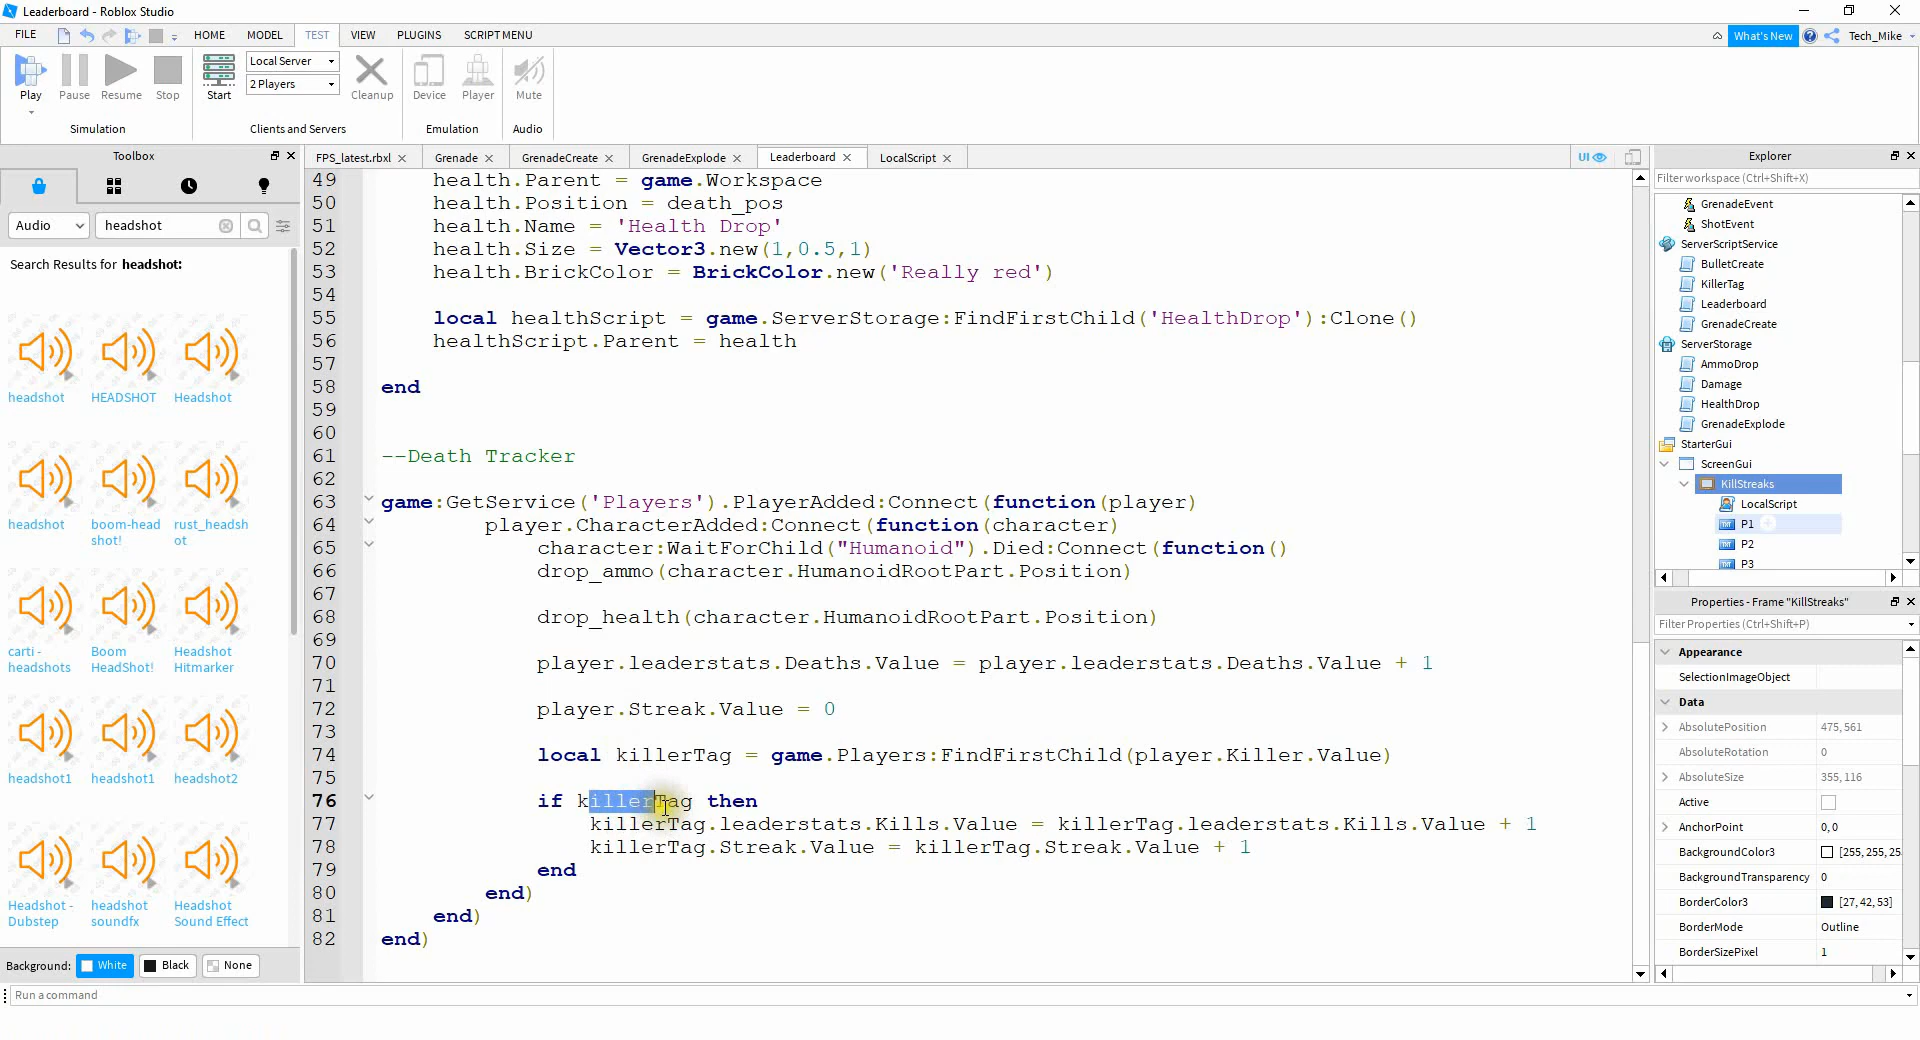 Leaderboard - Roblox Studio
FILE HOME MODEL TEST VIEW PLUGINS SCRIPT MENU
What's New Tech_Mike
Play Pause Resume Stop
Simulation
Start
Local Server
2 Players
Cleanup
Clients and Servers
Device Player
Emulation
Mute
Audio
Toolbox
Audio headshot
Search Results for headshot:
headshot HEADSHOT Headshot
headshot boom-head rust_headsh
shot! ot
carti - Boom Headshot
headshots HeadShot! Hitmarker
headshot1 headshot1 headshot2
Headshot - headshot Headshot
Dubstep soundfx Sound Effect
Background: White Black None
Run a command
FPS_latest.rbxl Grenade GrenadeCreate GrenadeExplode Leaderboard LocalScript
UI
49 health.Parent = game.Workspace
50 health.Position = death_pos
51 health.Name = 'Health Drop'
52 health.Size = Vector3.new(1,0.5,1)
53 health.BrickColor = BrickColor.new('Really red')
54
55 local healthScript = game.ServerStorage:FindFirstChild('HealthDrop'):Clone()
56 healthScript.Parent = health
57
58 end
59
60
61 --Death Tracker
62
63 game:GetService('Players').PlayerAdded:Connect(function(player)
64 player.CharacterAdded:Connect(function(character)
65 character:WaitForChild("Humanoid").Died:Connect(function()
66 drop_ammo(character.HumanoidRootPart.Position)
67
68 drop_health(character.HumanoidRootPart.Position)
69
70 player.leaderstats.Deaths.Value = player.leaderstats.Deaths.Value + 1
71
72 player.Streak.Value = 0
73
74 local killerTag = game.Players:FindFirstChild(player.Killer.Value)
75
76 if killerTag then
77 killerTag.leaderstats.Kills.Value = killerTag.leaderstats.Kills.Value + 1
78 killerTag.Streak.Value = killerTag.Streak.Value + 1
79 end
80 end)
81 end)
82 end)
Explorer
Filter workspace (Ctrl+Shift+X)
GrenadeEvent
ShotEvent
ServerScriptService
BulletCreate
KillerTag
Leaderboard
GrenadeCreate
ServerStorage
AmmoDrop
Damage
HealthDrop
GrenadeExplode
StarterGui
ScreenGui
KillStreaks
LocalScript
P1
P2
P3
Properties - Frame "KillStreaks"
Filter Properties (Ctrl+Shift+P)
Appearance
SelectionImageObject
Data
AbsolutePosition 475, 561
AbsoluteRotation 0
AbsoluteSize 355, 116
Active
AnchorPoint 0, 0
BackgroundColor3 [255, 255, 25
BackgroundTransparency 0
BorderColor3 [27, 42, 53]
BorderMode Outline
BorderSizePixel 1